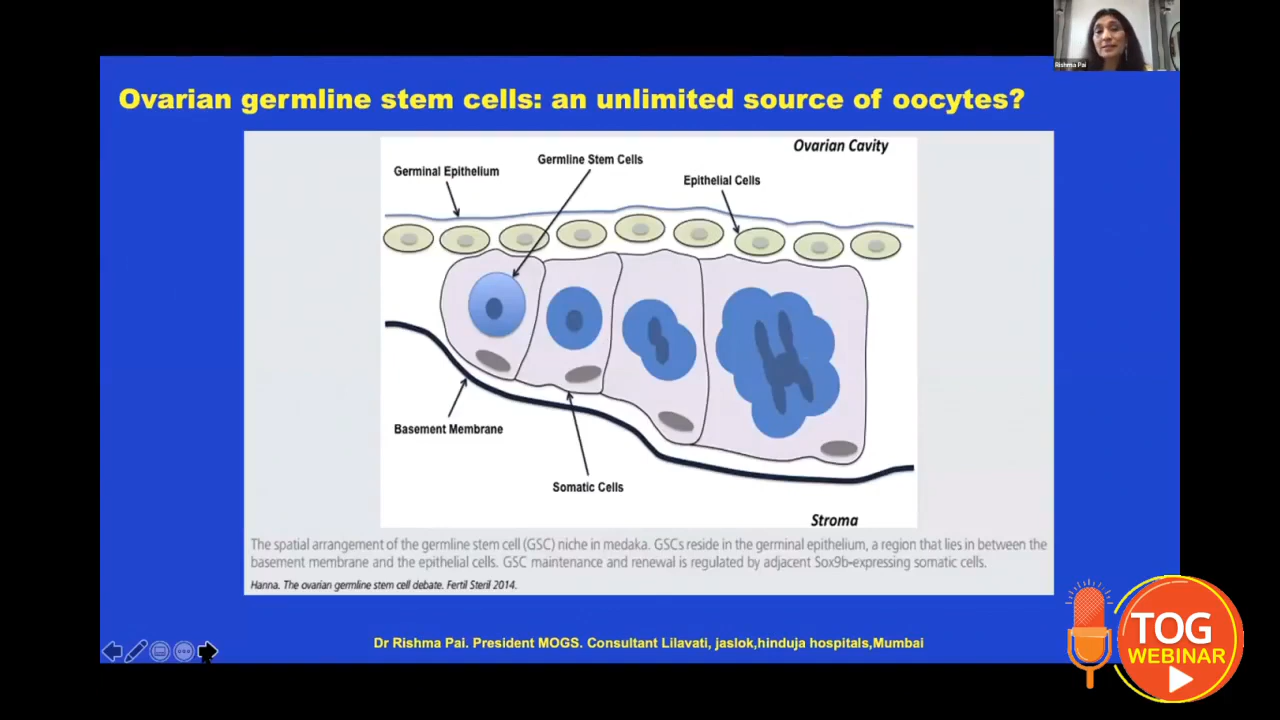 Rishma Pai
Ovarian germline stem cells: an unlimited source of oocytes?
Ovarian Cavity
Germline Stem Cells
Germinal Epithelium
Epithelial Cells
Basement Membrane
Somatic Cells
Stroma
The spatial arrangement of the germline stem cell (GSC) niche in medaka. GSCs reside in the germinal epithelium, a region that lies in between the
basement membrane and the epithelial cells. GSC maintenance and renewal is regulated by adjacent Sox9b-expressing somatic cells.
Hanna. The ovarian germline stem cell debate. Fertil Steril 2014.
Dr Rishma Pai. President MOGS. Consultant Lilavati, jaslok,hinduja hospitals,Mumbai
TOG
WEBINAR